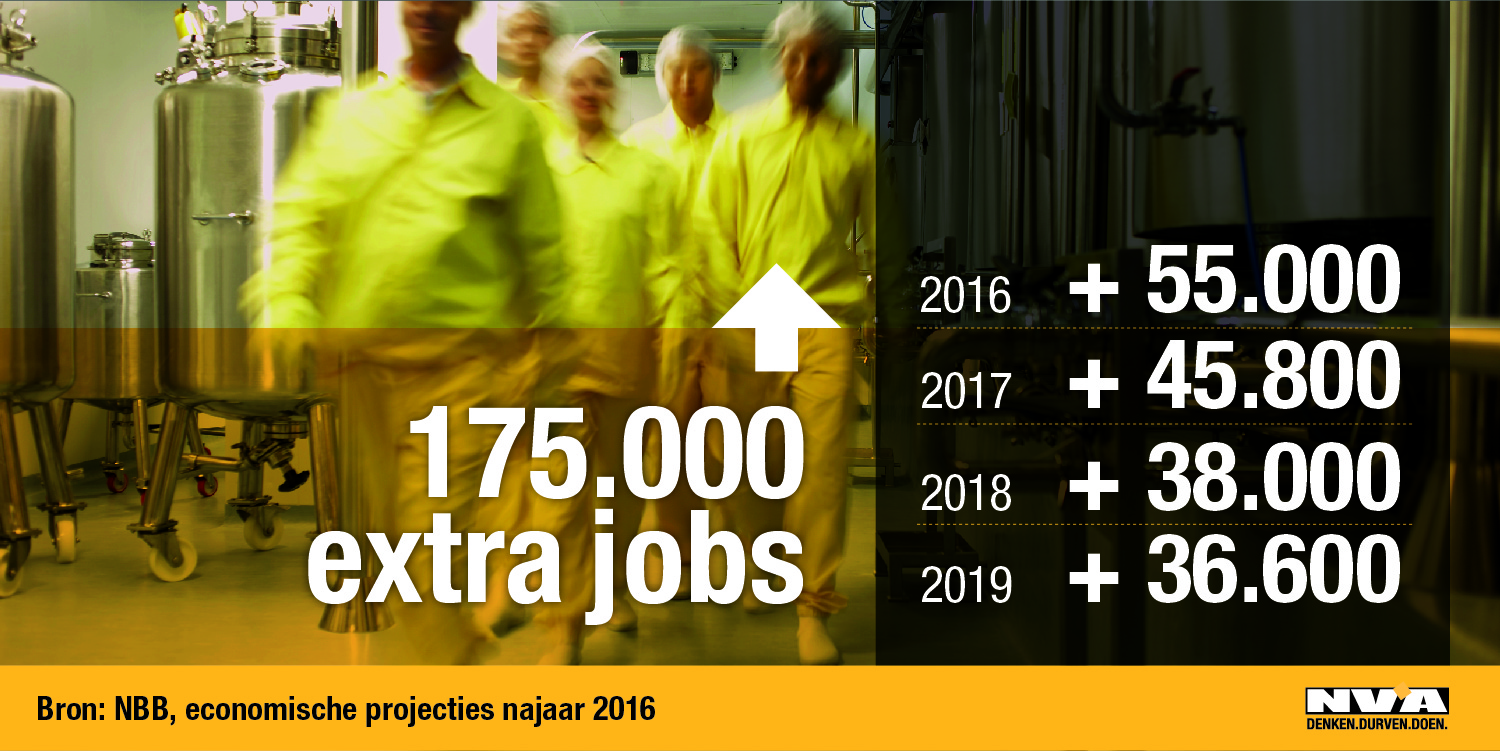 175.000
extra jobs
2016 + 55.000
2017 + 45.800
2018 + 38.000
2019 + 36.600
Bron: NBB, economische projecties najaar 2016
N-VA
DENKEN.DURVEN.DOEN.